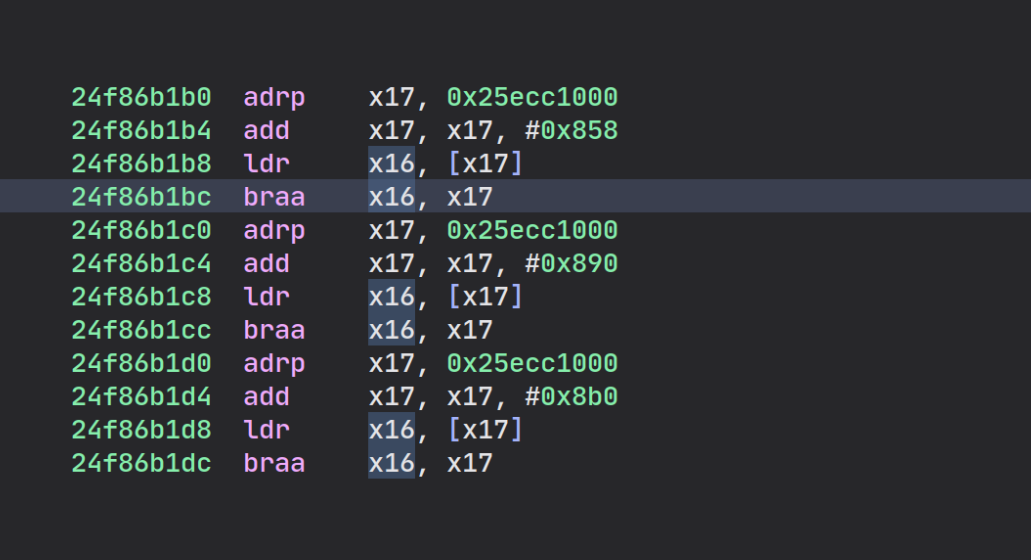 24f86b1b0 adrp x17, 0x25ecc1000
24f86b1b4 add x17, x17, #0x858
24f86b1b8 ldr x16, [x17]
24f86b1bc braa x16, x17
24f86b1c0 adrp x17, 0x25ecc1000
24f86b1c4 add x17, x17, #0x890
24f86b1c8 ldr x16, [x17]
24f86b1cc braa x16, x17
24f86b1d0 adrp x17, 0x25ecc1000
24f86b1d4 add x17, x17, #0x8b0
24f86b1d8 ldr x16, [x17]
24f86b1dc braa x16, x17